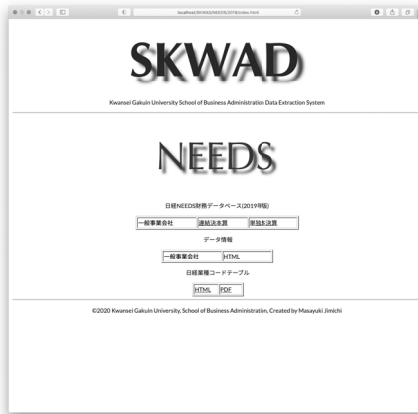 localhost/SKWAD/NEEDS/2019/index.html
SKWAD
Kwansei Gakuin University School of Business Administration Data Extraction System
NEEDS
日経NEEDS財務データベース(2019年版)
一般事業会社 連結決本算 単独決決算
データ情報
一般事業会社 HTML
日経業種コードテーブル
HTML PDF
©2020 Kwansei Gakuin University, School of Business Administration, Created by Masayuki Jimichi